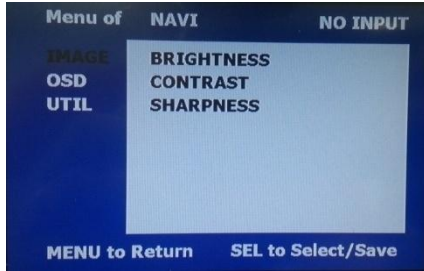 Menu of NAVI NO INPUT
IMAGE BRIGHTNESS
OSD CONTRAST
UTIL SHARPNESS
MENU to Return SEL to Select/Save